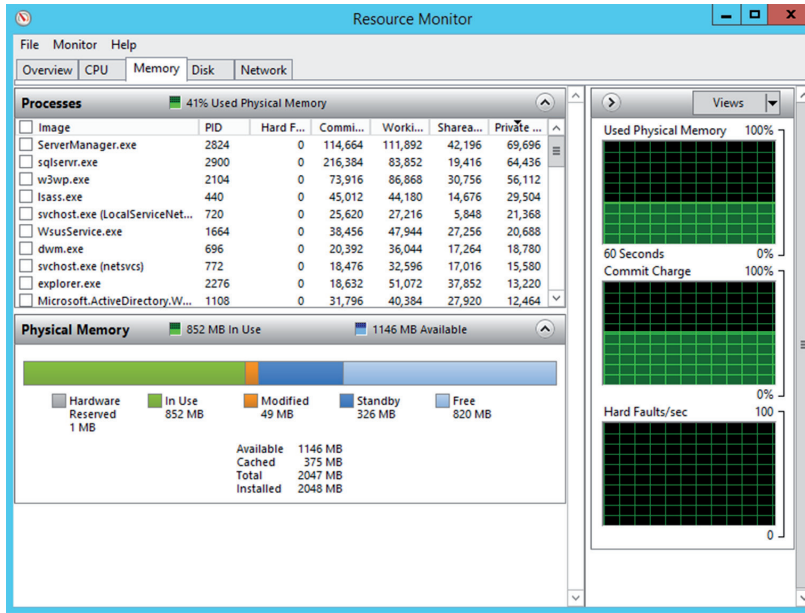 Resource Monitor
File Monitor Help
Overview CPU Memory Disk Network
Processes 41% Used Physical Memory
Image PID Hard F... Commi... Worki... Sharea... Private ...
ServerManager.exe 2824 0 114,664 111,892 42,196 69,696
sqlservr.exe 2900 0 216,384 83,852 19,416 64,436
w3wp.exe 2104 0 73,916 86,868 30,756 56,112
lsass.exe 440 0 45,012 44,180 14,676 29,504
svchost.exe (LocalServiceNet... 720 0 25,620 27,216 5,848 21,368
WsusService.exe 1664 0 38,456 47,944 27,256 20,688
dwm.exe 696 0 20,392 36,044 17,264 18,780
svchost.exe (netsvcs) 772 0 18,476 32,596 17,016 15,580
explorer.exe 2276 0 18,632 51,072 37,852 13,220
Microsoft.ActiveDirectory.W... 1108 0 31,796 40,384 27,920 12,464
Physical Memory 852 MB In Use 1146 MB Available
Hardware Reserved 1 MB
In Use 852 MB
Modified 49 MB
Standby 326 MB
Free 820 MB
Available 1146 MB
Cached 375 MB
Total 2047 MB
Installed 2048 MB
Views
Used Physical Memory 100%
60 Seconds 0%
Commit Charge 100%
0%
Hard Faults/sec 100
0